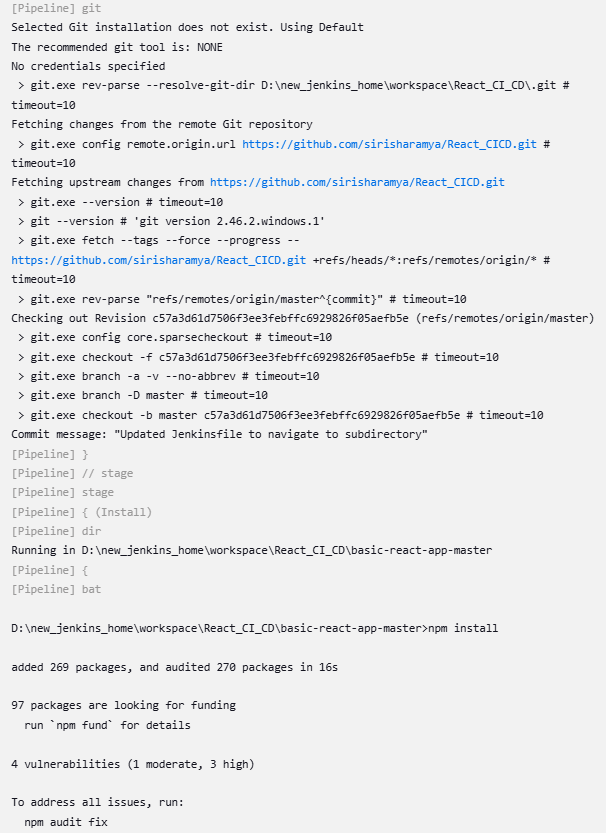 [Pipeline] git
Selected Git installation does not exist. Using Default
The recommended git tool is: NONE
No credentials specified
 > git.exe rev-parse --resolve-git-dir D:\new_jenkins_home\workspace\React_CI_CD\.git #
timeout=10
Fetching changes from the remote Git repository
 > git.exe config remote.origin.url https://github.com/sirisharamya/React_CICD.git #
timeout=10
Fetching upstream changes from https://github.com/sirisharamya/React_CICD.git
 > git.exe --version # timeout=10
 > git --version # 'git version 2.46.2.windows.1'
 > git.exe fetch --tags --force --progress --
https://github.com/sirisharamya/React_CICD.git +refs/heads/*:refs/remotes/origin/* #
timeout=10
 > git.exe rev-parse "refs/remotes/origin/master^{commit}" # timeout=10
Checking out Revision c57a3d61d7506f3ee3febffc6929826f05aefb5e (refs/remotes/origin/master)
 > git.exe config core.sparsecheckout # timeout=10
 > git.exe checkout -f c57a3d61d7506f3ee3febffc6929826f05aefb5e # timeout=10
 > git.exe branch -a -v --no-abbrev # timeout=10
 > git.exe branch -D master # timeout=10
 > git.exe checkout -b master c57a3d61d7506f3ee3febffc6929826f05aefb5e # timeout=10
Commit message: "Updated Jenkinsfile to navigate to subdirectory"
[Pipeline] }
[Pipeline] // stage
[Pipeline] stage
[Pipeline] { (Install)
[Pipeline] dir
Running in D:\new_jenkins_home\workspace\React_CI_CD\basic-react-app-master
[Pipeline] {
[Pipeline] bat
D:\new_jenkins_home\workspace\React_CI_CD\basic-react-app-master>npm install
added 269 packages, and audited 270 packages in 16s
97 packages are looking for funding
  run `npm fund` for details
4 vulnerabilities (1 moderate, 3 high)
To address all issues, run:
  npm audit fix